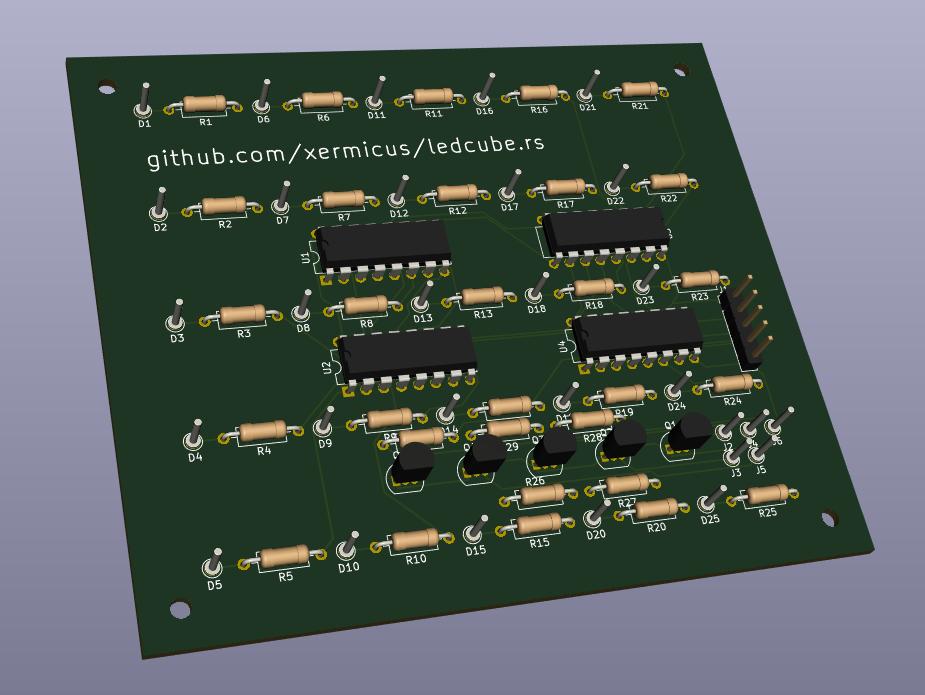 D1 R1 D6 R6 D11 R11 D16 R16 D21 R21
github.com/xermicus/ledcube.rs
D2 R2 D7 R7 D12 R12 D17 R17 D22 R22
U1
D3 R3 D8 R8 D13 R13 D18 R18 D23 R23
U2 U4
D4 R4 D9 R19 D24 R24
R28
J3 J5
R26 R27
D5 R5 D10 R10 D15 R15 D20 R20 D25 R25